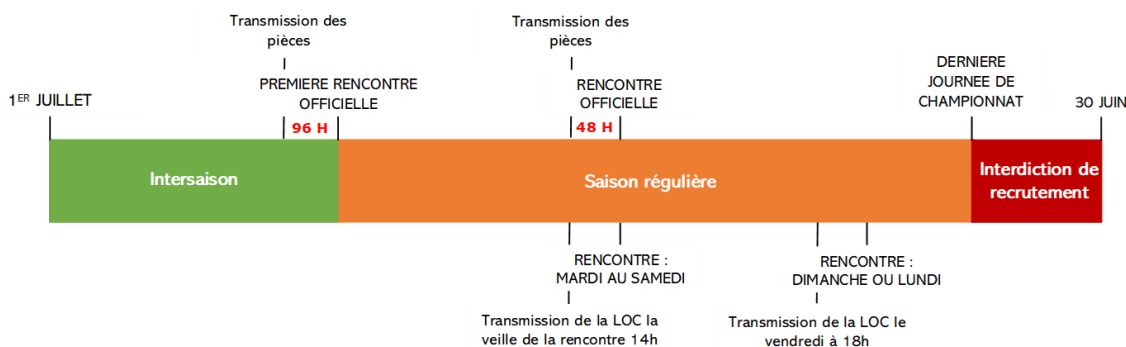 Transmission des
pièces
Transmission des
pièces
1ER JUILLET
PREMIERE RENCONTRE
OFFICIELLE
RENCONTRE
OFFICIELLE
DERNIERE
JOURNEE DE
CHAMPIONNAT
30 JUIN
96 H
48 H
Intersaison
Saison régulière
Interdiction de
recrutement
RENCONTRE :
MARDI AU SAMEDI
RENCONTRE :
DIMANCHE OU LUNDI
Transmission de la LOC la
veille de la rencontre 14h
Transmission de la LOC le
vendredi à 18h